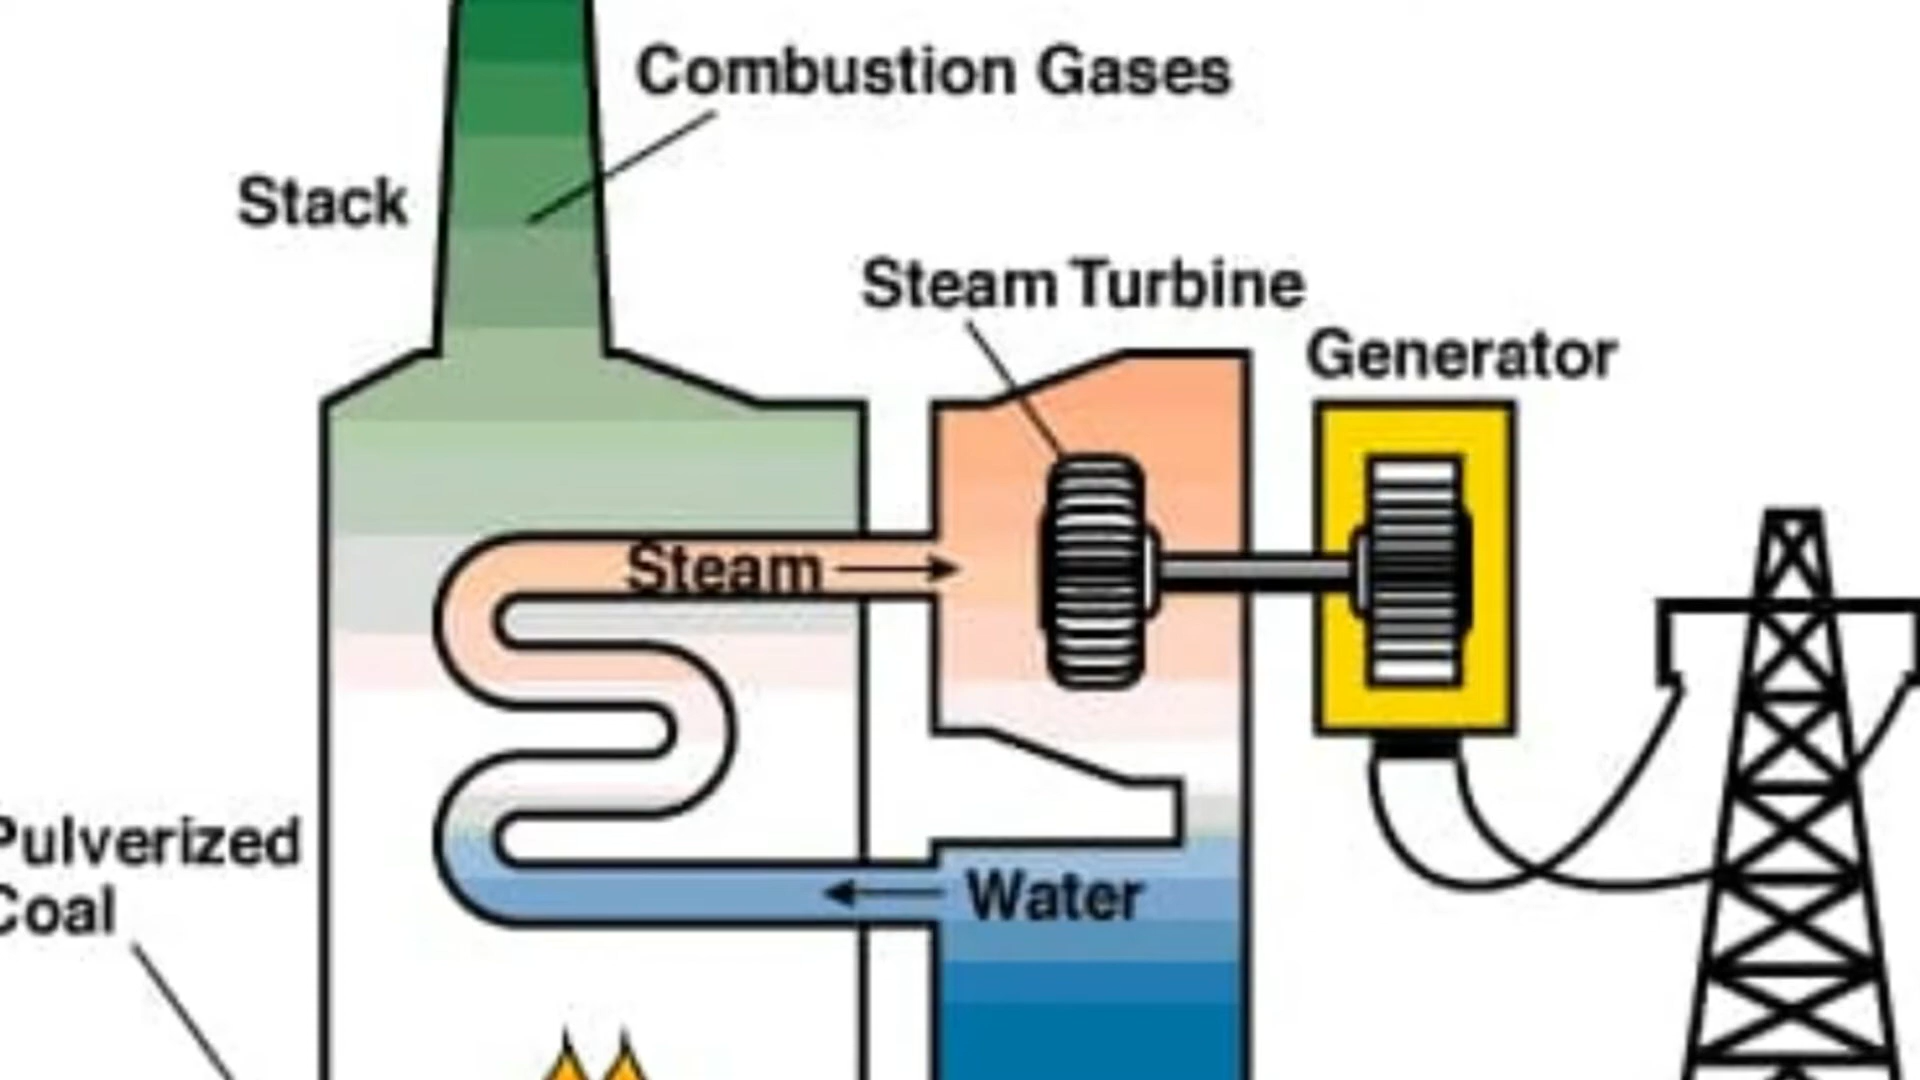 Combustion Gases
Stack
Steam Turbine
Generator
Steam
Pulverized
Coal
Water